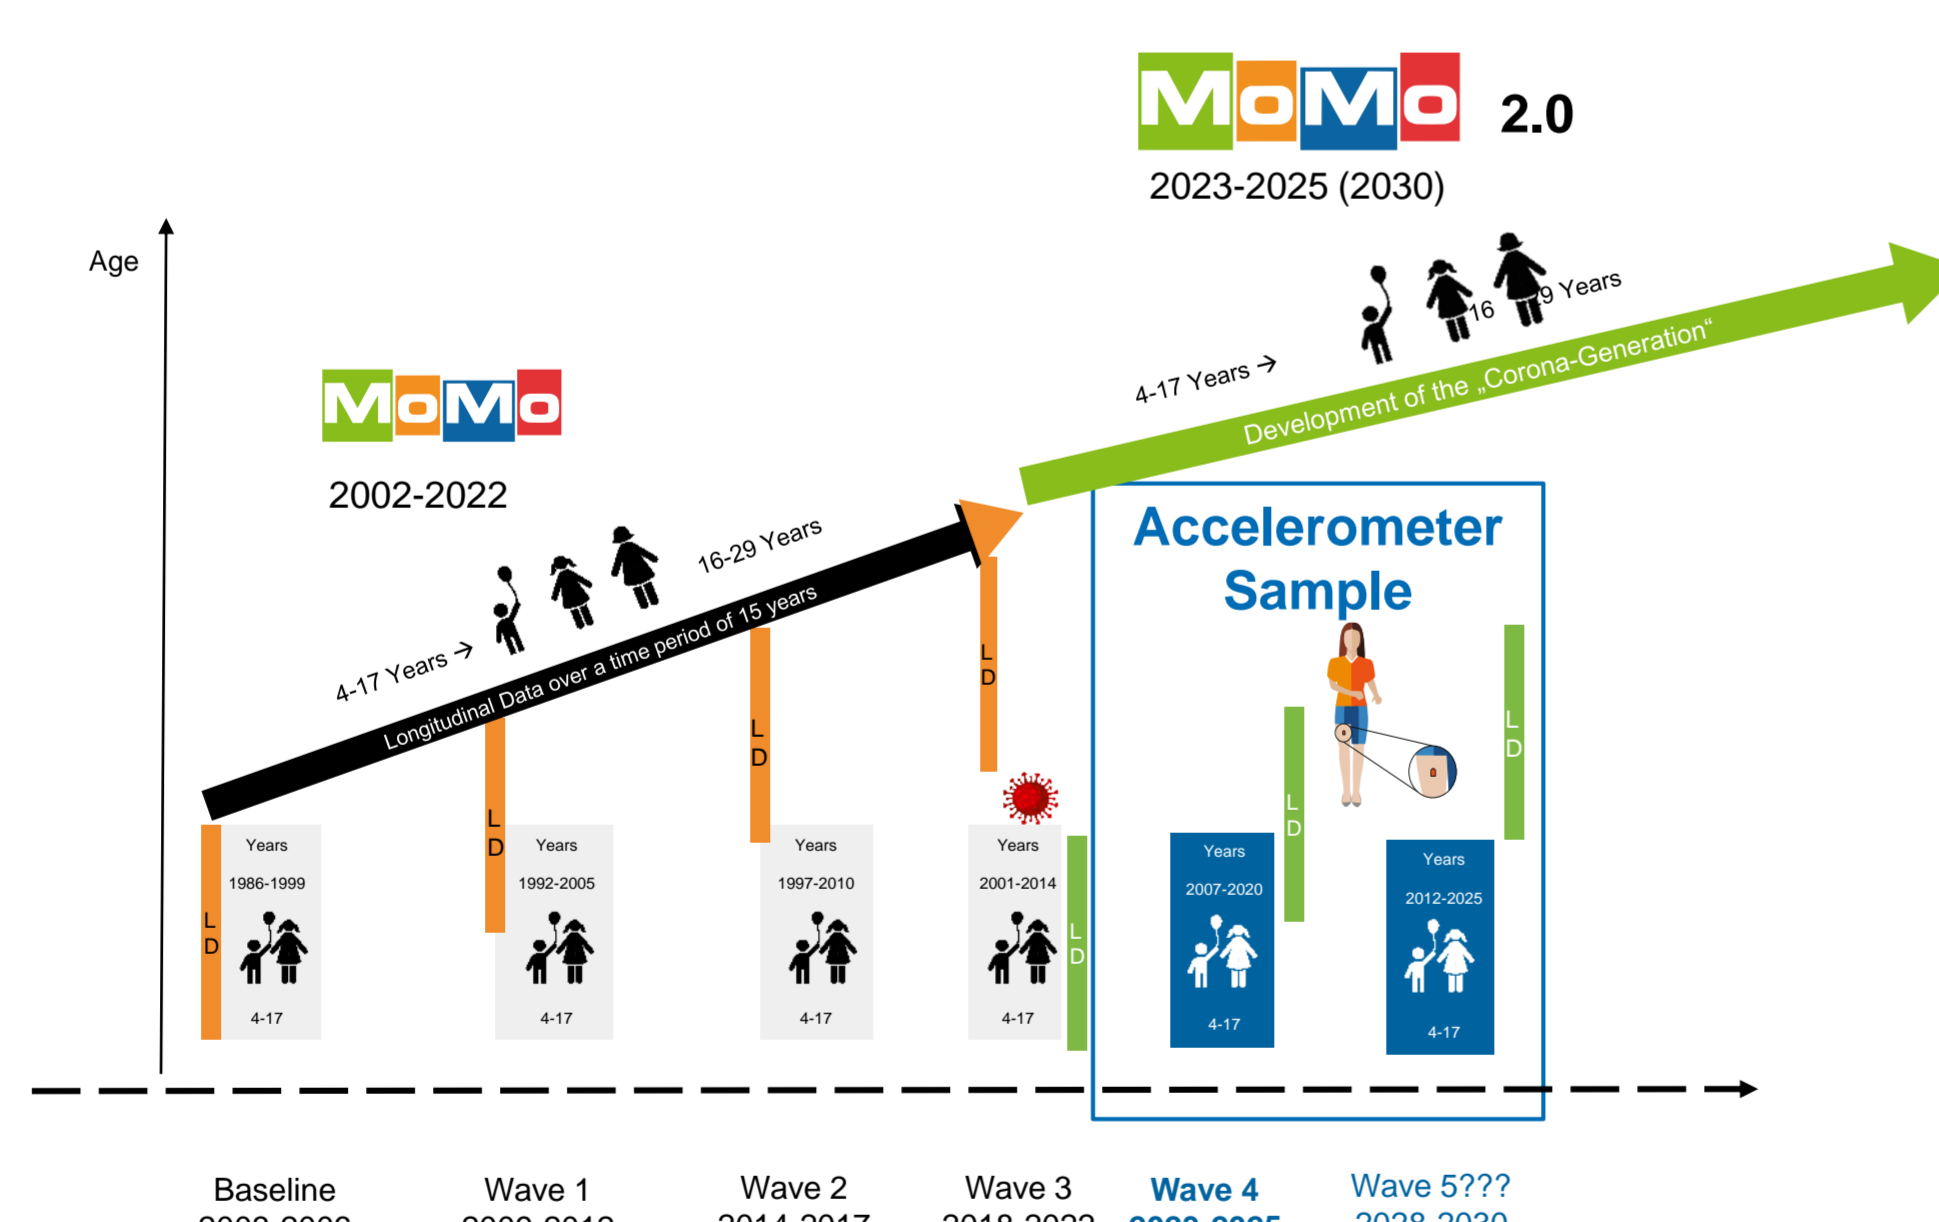 MoMo 2.0
2023-2025 (2030)
Age
4-17 Years →
16
9 Years
Development of the „Corona-Generation“
MoMo
2002-2022
4-17 Years →
16-29 Years
Longitudinal Data over a time period of 15 years
Accelerometer
Sample
L
D
Years
1986-1999
4-17
L
D
Years
1992-2005
4-17
L
D
Years
1997-2010
4-17
L
D
Years
2001-2014
4-17
L
D
Years
2007-2020
4-17
L
D
Years
2012-2025
4-17
L
D
Baseline
Wave 1
Wave 2
Wave 3
Wave 4
Wave 5???